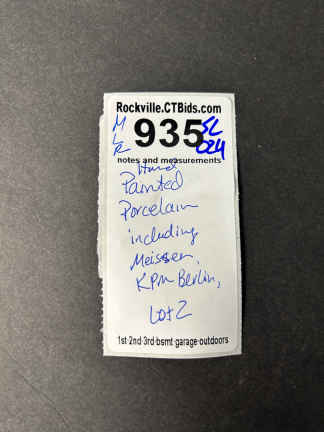 Rockville.CTBids.com
MLR 935 SL 024
notes and measurements
Hand
Painted
Porcelain
including
Meissen,
KPM Berlin,
Lot 2
1st 2nd 3rd bsmt garage outdoors